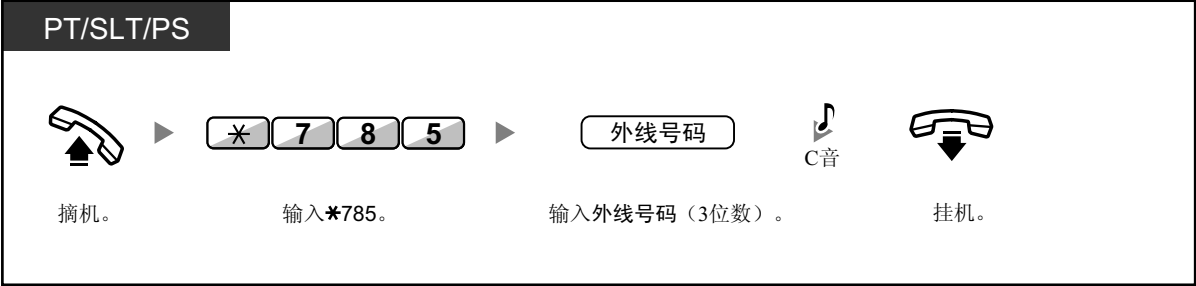 PT/SLT/PS
＊ 7 8 5
外线号码
C音
摘机。
输入＊785。
输入外线号码（3位数）。
挂机。